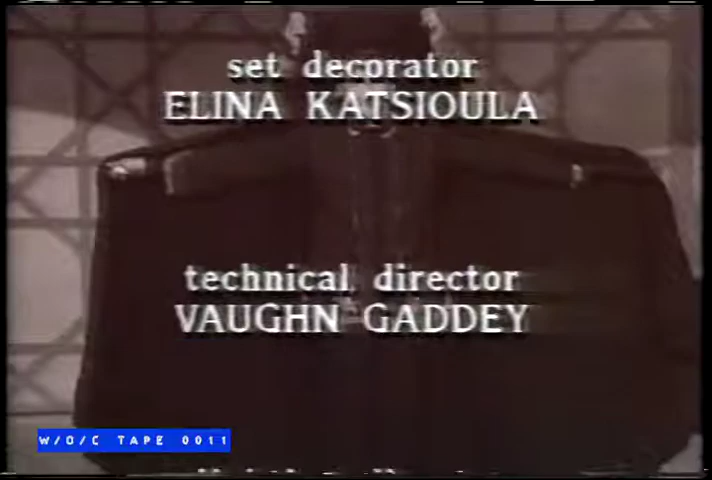 set decorator
ELINA KATSIOULA
technical director
VAUGHN GADDEY
W/O/C TAPE 0011